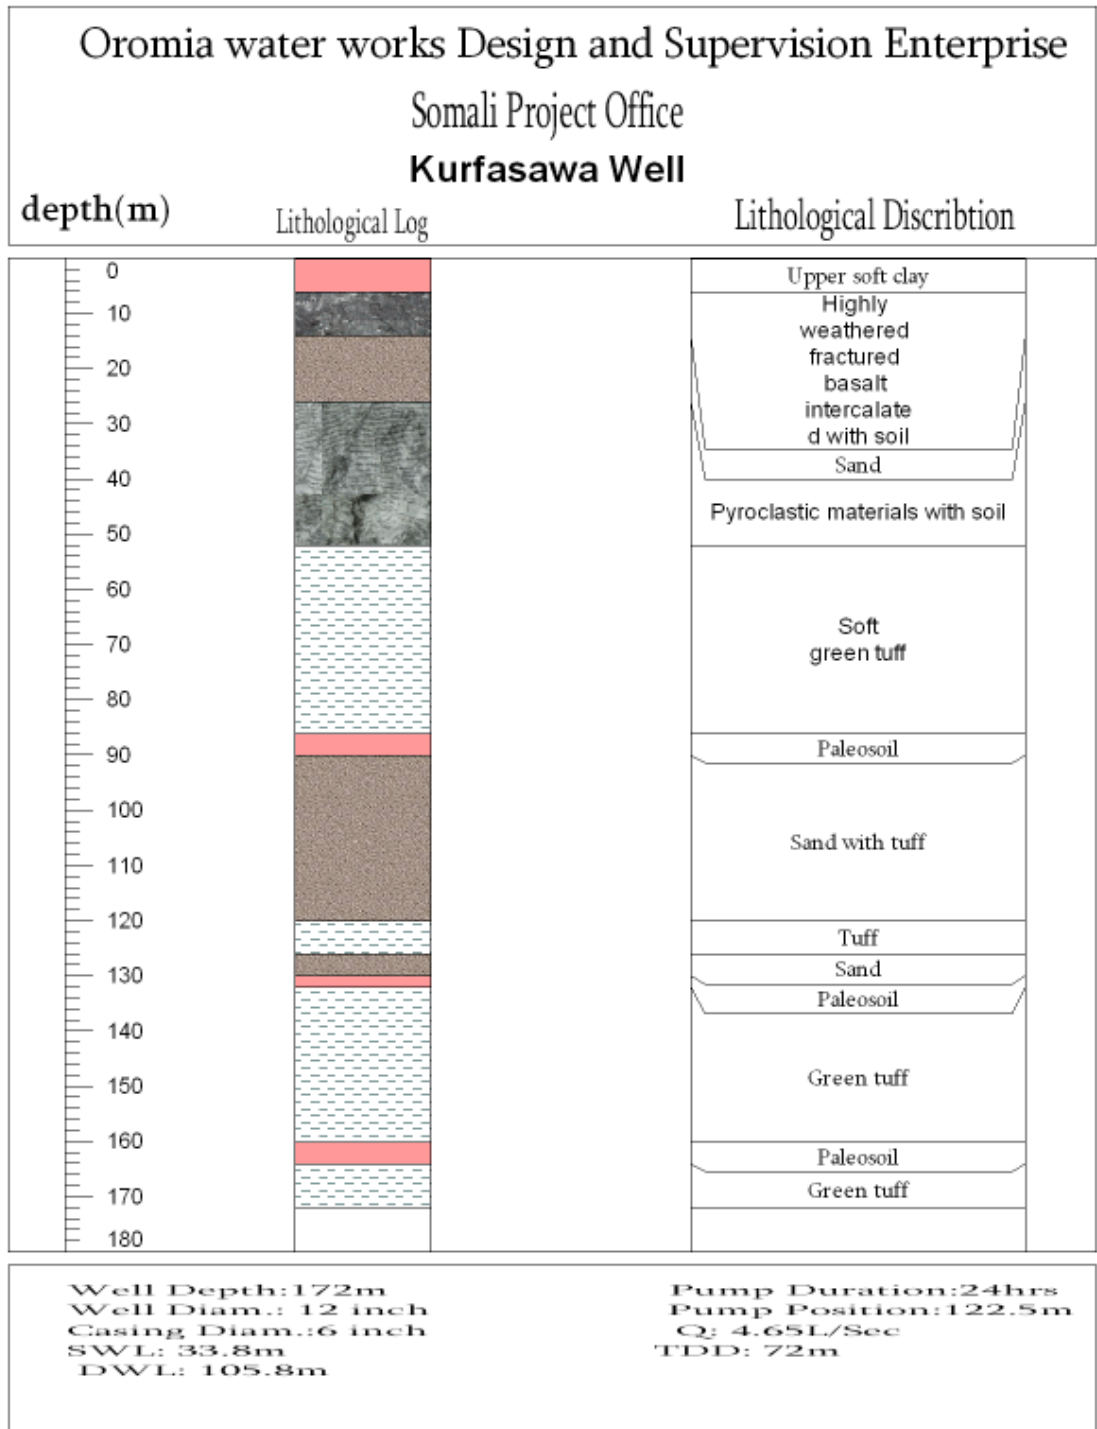 Oromia water works Design and Supervision Enterprise
Somali Project Office
Kurfasawa Well
depth(m)
Lithological Log
Lithological Discribtion
0
10
20
30
40
50
60
70
80
90
100
110
120
130
140
150
160
170
180
Upper soft clay
Highly
weathered
fractured
basalt
intercalate
d with soil
Sand
Pyroclastic materials with soil
Soft
green tuff
Paleosoil
Sand with tuff
Tuff
Sand
Paleosoil
Green tuff
Paleosoil
Green tuff
Well Depth:172m
Well Diam.: 12 inch
Casing Diam.:6 inch
SWL: 33.8m
DWL: 105.8m
Pump Duration:24hrs
Pump Position:122.5m
Q: 4.65L/Sec
TDD: 72m